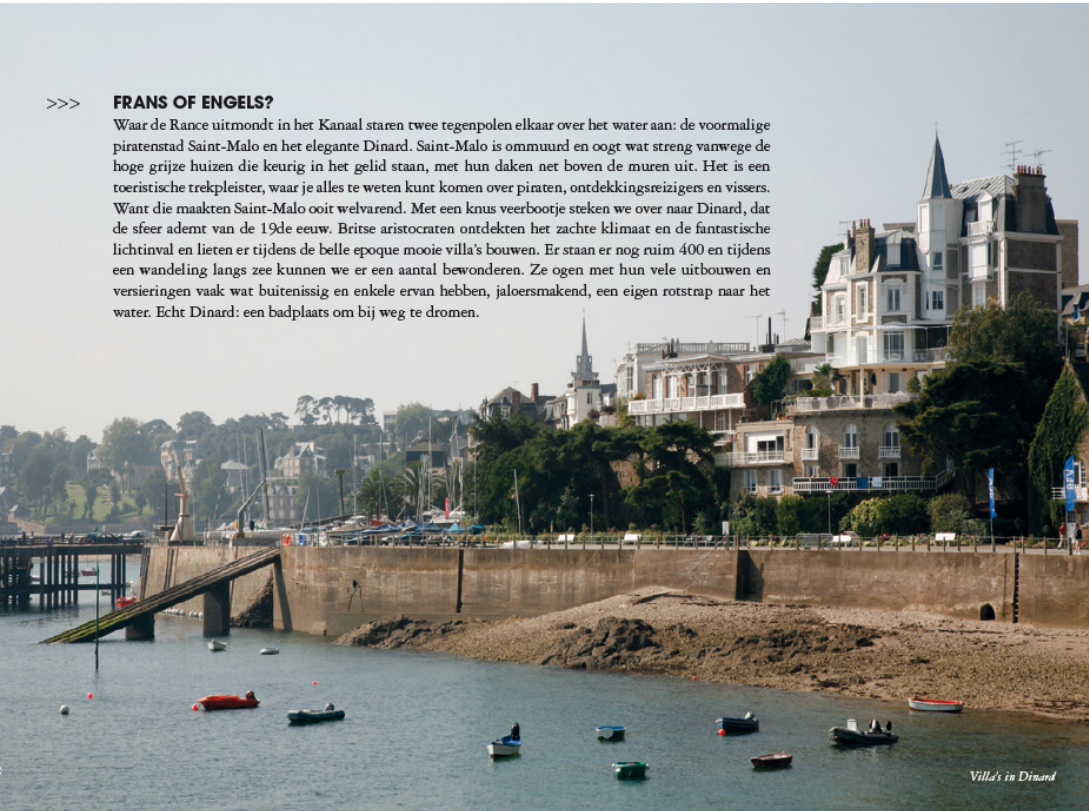 >>> FRANS OF ENGELS?
Waar de Rance uitmondt in het Kanaal staren twee tegenpolen elkaar over het water aan: de voormalige
piratenstad Saint-Malo en het elegante Dinard. Saint-Malo is ommuurd en oogt wat streng vanwege de
hoge grijze huizen die keurig in het gelid staan, met hun daken net boven de muren uit. Het is een
toeristische trekpleister, waar je alles te weten kunt komen over piraten, ontdekkingsreizigers en vissers.
Want die maakten Saint-Malo ooit welvarend. Met een knus veerbootje steken we over naar Dinard, dat
de sfeer ademt van de 19de eeuw. Britse aristocraten ontdekten het zachte klimaat en de fantastische
lichtinval en lieten er tijdens de belle epoque mooie villa's bouwen. Er staan er nog ruim 400 en tijdens
een wandeling langs zee kunnen we er een aantal bewonderen. Ze ogen met hun vele uitbouwen en
versieringen vaak wat buitenissig en enkele ervan hebben, jaloersmakend, een eigen rotstrap naar het
water. Echt Dinard: een badplaats om bij weg te dromen.
Villa's in Dinard